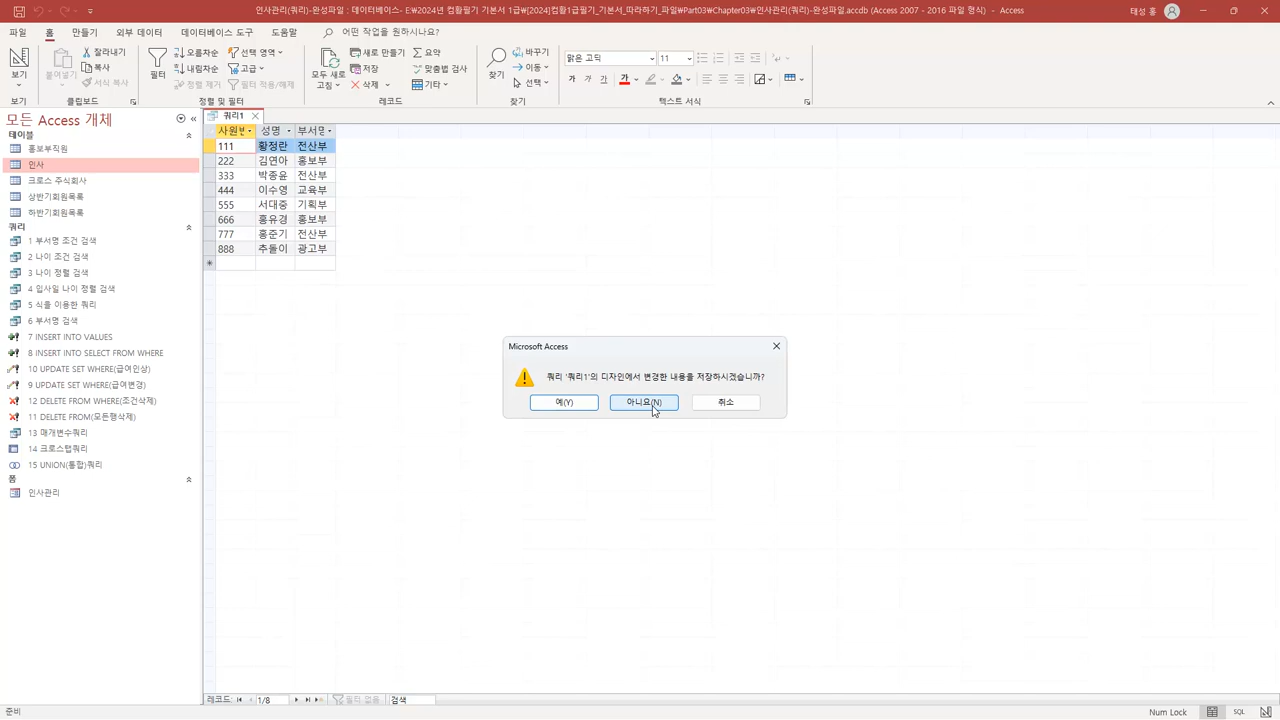 인사관리(쿼리)-완성파일 : 데이터베이스- E:₩2024년 컴활필기 기본서 1급₩[2024]컴활1급필기_기본서_따라하기_파일₩Part03₩Chapter03₩인사관리(쿼리)-완성파일.accdb (Access 2007 - 2016 파일 형식) - Access
태성 홍
파일 홈 만들기 외부 데이터 데이터베이스 도구 도움말 어떤 작업을 원하시나요?
보기
붙여넣기
잘라내기
복사
서식 복사
필터
오름차순
내림차순
정렬 제거
선택 영역
고급
필터 적용/해제
모두 새로 고침
새로 만들기
저장
삭제
요약
맞춤법 검사
기타
찾기
바꾸기
이동
선택
맑은 고딕 11
가 가 가 가
보기 클립보드 정렬 및 필터 레코드 찾기 텍스트 서식
모든 Access 개체
테이블
홍보부직원
인사
크로스 주식회사
상반기회원목록
하반기회원목록
쿼리
1 부서명 조건 검색
2 나이 조건 검색
3 나이 정렬 검색
4 입사일 나이 정렬 검색
5 식을 이용한 쿼리
6 부서명 검색
7 INSERT INTO VALUES
8 INSERT INTO SELECT FROM WHERE
10 UPDATE SET WHERE(급여인상)
9 UPDATE SET WHERE(급여변경)
12 DELETE FROM WHERE(조건삭제)
11 DELETE FROM(모든행삭제)
13 매개변수쿼리
14 크로스탭쿼리
15 UNION(통합)쿼리
폼
인사관리
쿼리1
사원번 성명 부서명
111 황정란 전산부
222 김연아 홍보부
333 박종윤 전산부
444 이수영 교육부
555 서대중 기획부
666 홍유경 홍보부
777 홍준기 전산부
888 추돌이 광고부
Microsoft Access
쿼리 '쿼리1'의 디자인에서 변경한 내용을 저장하시겠습니까?
예(Y) 아니요(N) 취소
레코드: 1/8 필터 없음 검색
준비
Num Lock SQL